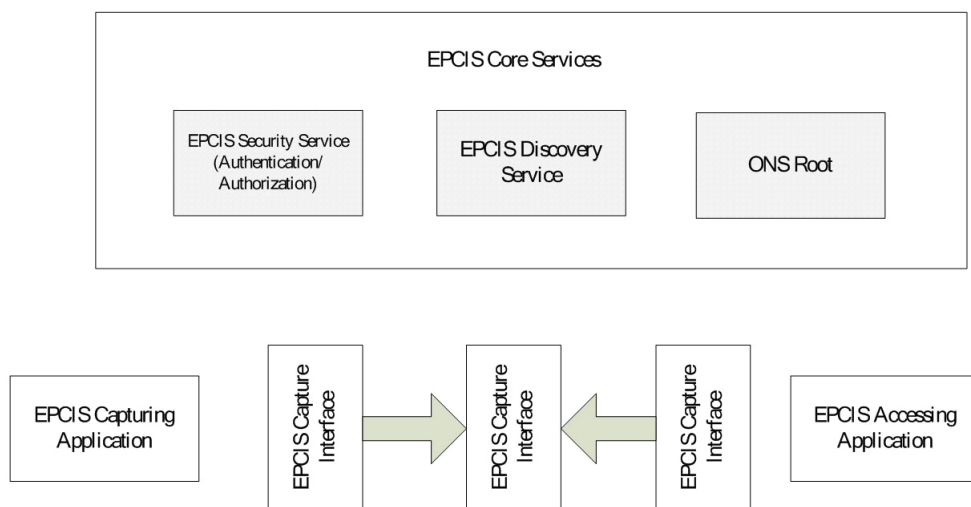 EPCIS Core Services
EPCIS Security Service
(Authentication/
Authorization)
EPCIS Discovery
Service
ONS Root
EPCIS Capturing
Application
EPCIS Capture
Interface
EPCIS Capture
Interface
EPCIS Capture
Interface
EPCIS Accessing
Application